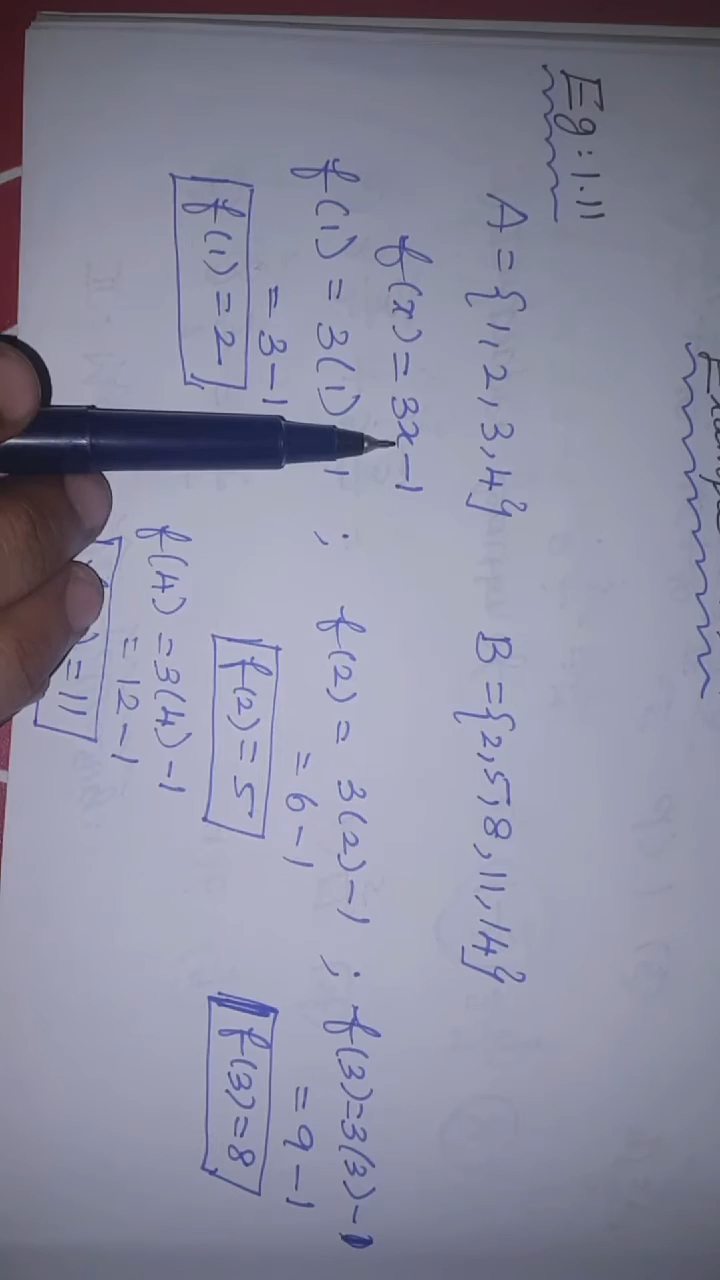 Eg: 1.11
A = {1, 2, 3, 4} B = {2, 5, 8, 11, 14}
f(x) = 3x-1
f(1) = 3(1) 1 ; f(2) = 3(2)-1 ; f(3)=3(3)-1
= 3-1 = 6-1 = 9-1
f(1) = 2 f(2) = 5 f(3) = 8
f(4) = 3(4)-1
= 12-1
) = 11